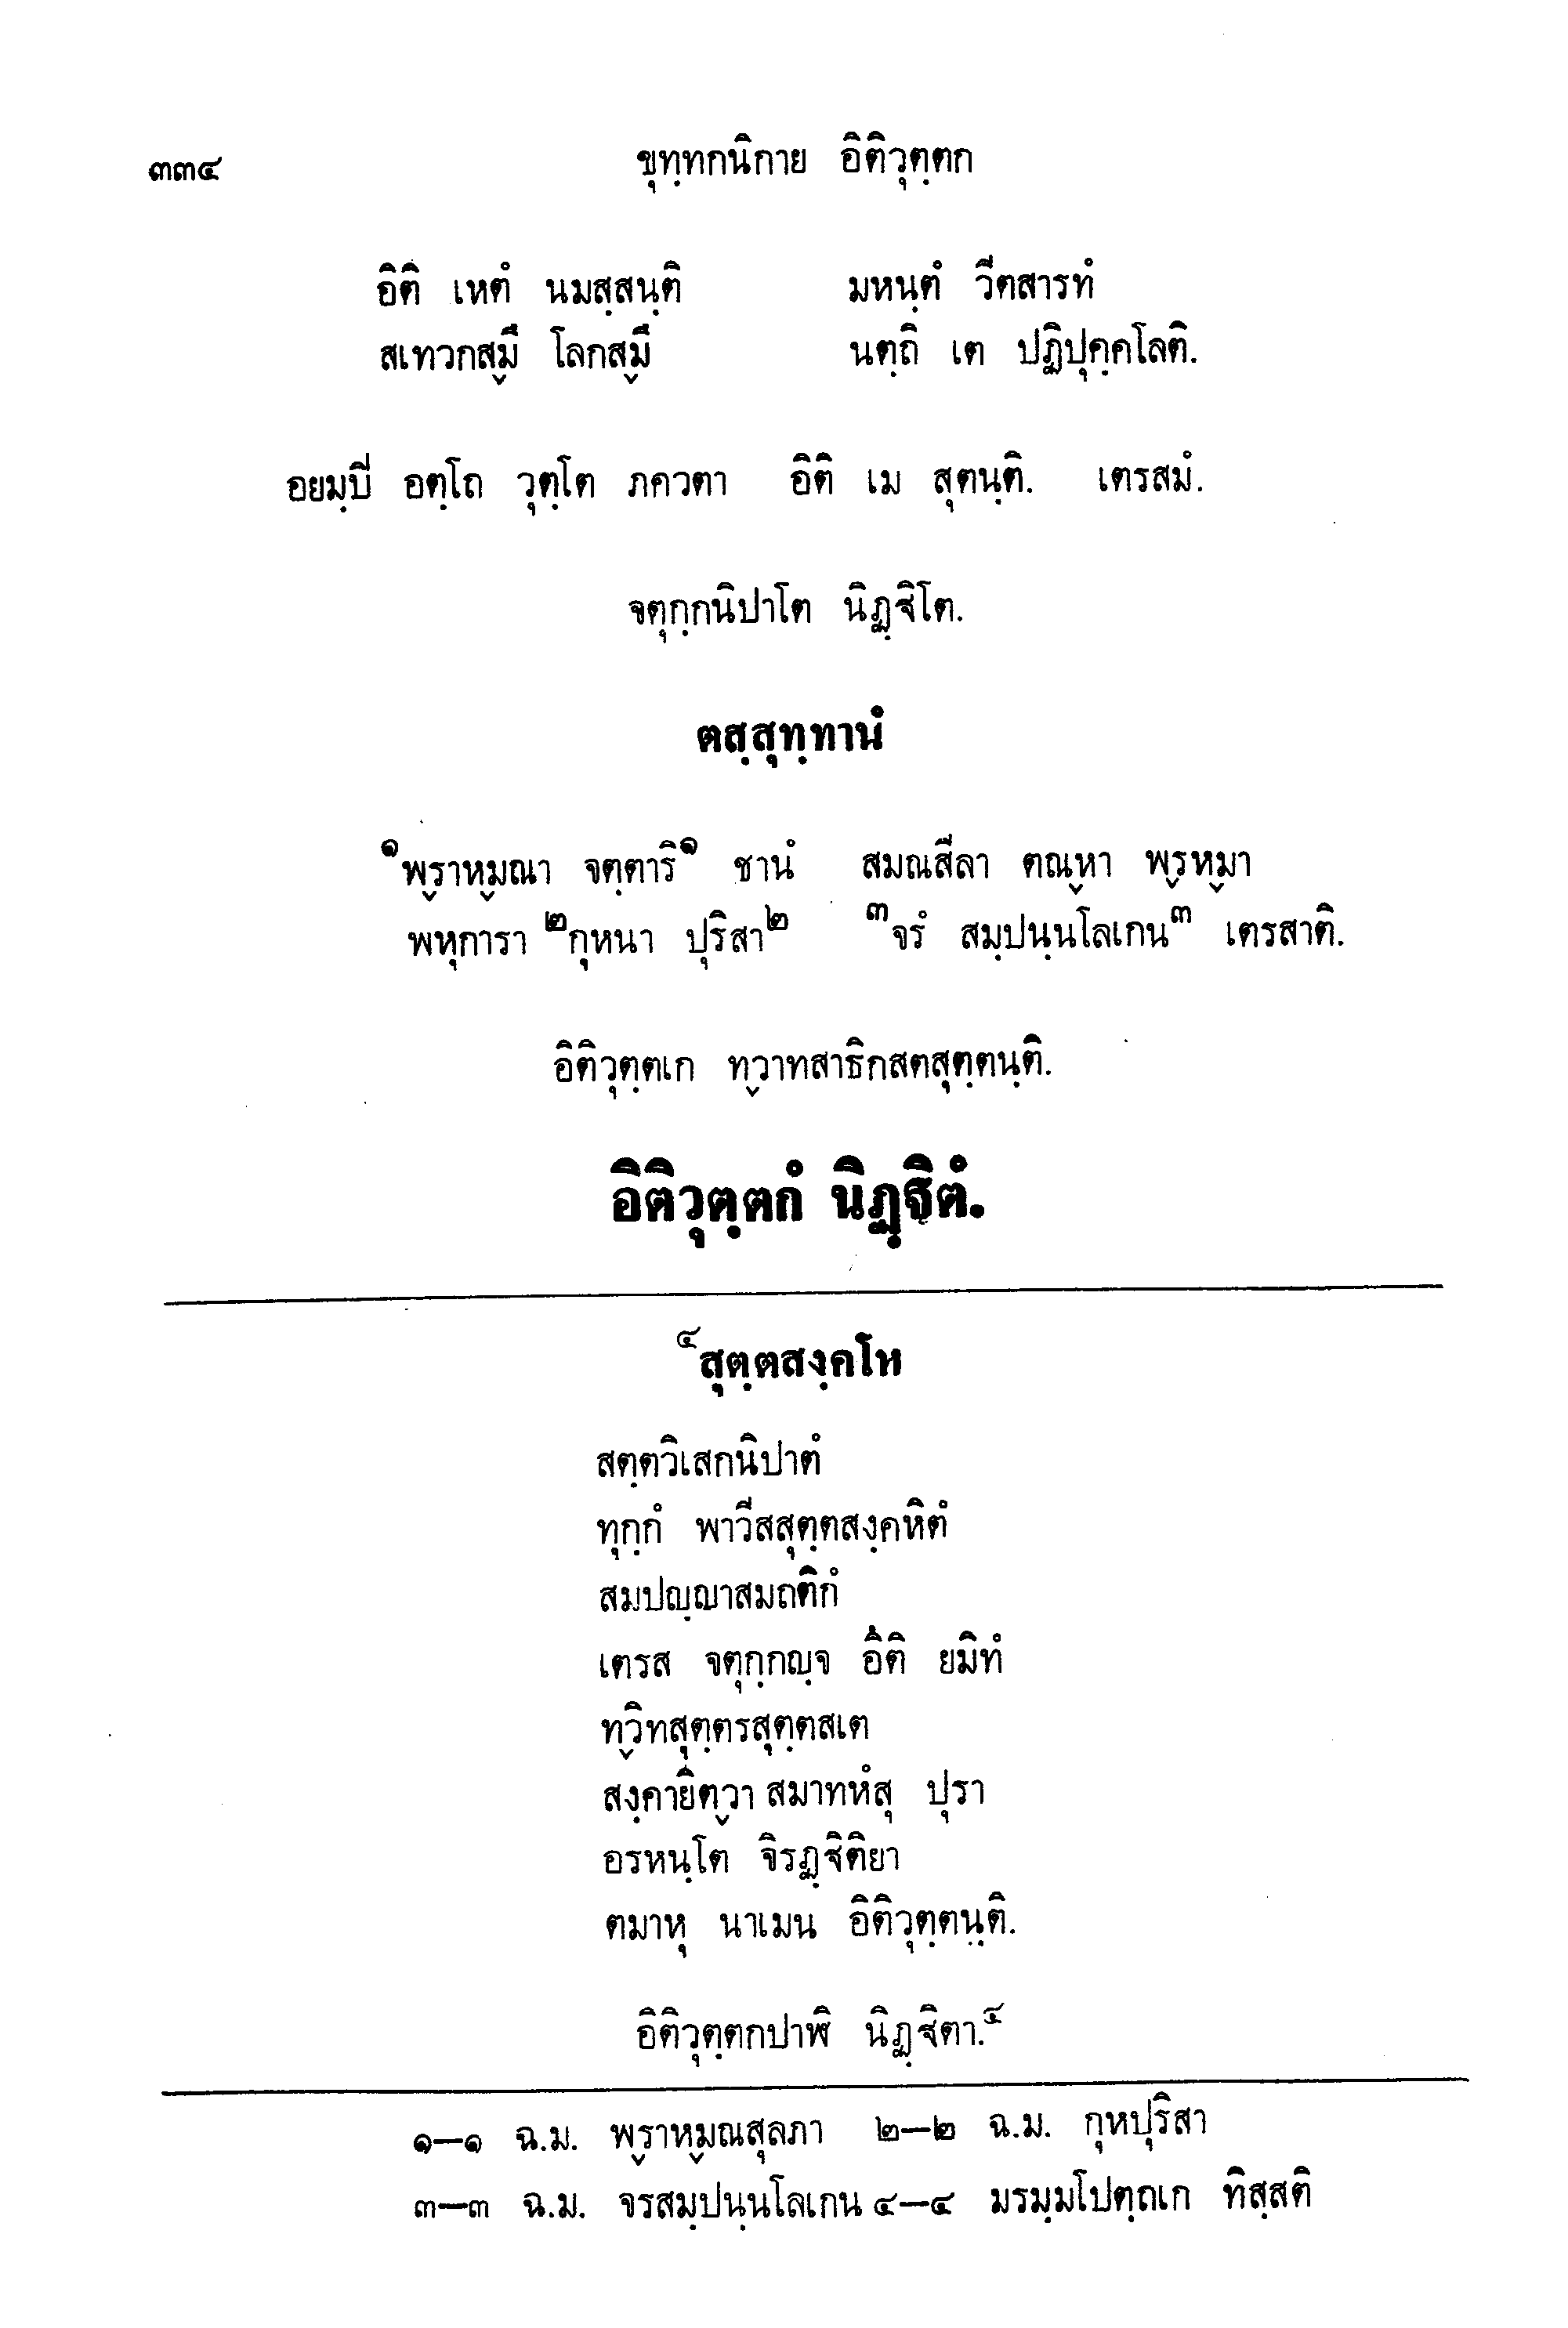 ๓๓๔ ขุทฺทกนิกาย อิติวุตฺตก
อิติ เหตํ นมสฺสนฺติ มหนฺตํ วีตสารทํ
สเทวกสฺมึ โลกสฺมึ นตฺถิ เต ปฏิปุคฺคโลติ.
อยมฺปิ อตฺโถ วุตฺโต ภควตา อิติ เม สุตนฺติ. เตรสมํ.
จตุกฺกนิปาโต นิฏฺฐิโต.
ตสฺสุทฺทานํ
๑พฺราหฺมณา จตฺตาริ๑ ชานํ สมณสีลา ตณฺหา พฺรหฺมา
พหุการา ๒กุหนา ปุริสา๒ ๓จรํ สมฺปนฺนโลเกน๓ เตรสาติ.
อิติวุตฺตเก ทฺวาทสาธิกสตสุตฺตนฺติ.
อิติวุตฺตกํ นิฏฺฐิตํ.
๔สุตฺตสงฺคโห
สตฺตวิเสกนิปาตํ
ทุกฺกํ พาวีสสุตฺตสงฺคหิตํ
สมปญฺญาสมถติกํ
เตรส จตุกฺกญฺจ อิติ ยมิทํ
ทฺวิทสุตฺตรสุตฺตสเต
สงฺคายิตฺวา สมาทหํสุ ปุรา
อรหนฺโต จิรฏฺฐิติยา
ตมาหุ นาเมน อิติวุตฺตนฺติ.
อิติวุตฺตกปาฬิ นิฏฺฐิตา.๔
๑–๑ ฉ.ม. พฺราหฺมณสุลภา ๒–๒ ฉ.ม. กุหปุริสา
๓–๓ ฉ.ม. จรสมฺปนฺนโลเกน ๔–๔ มรมฺมโปตฺถเก ทิสฺสติ